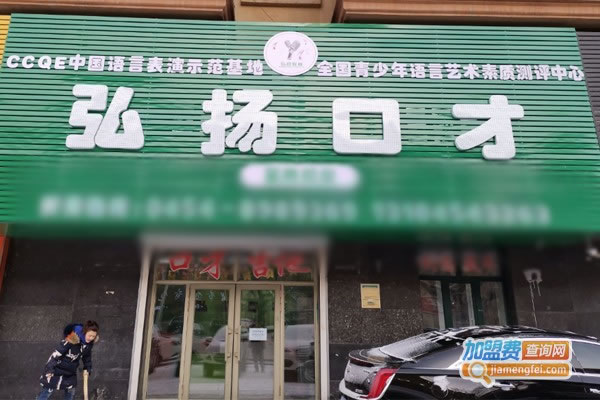 CCQE中国语言表演示范基地 全国青少年语言艺术素质测评中心
弘扬口才
口才
加盟费查询网
jiamengfei.com